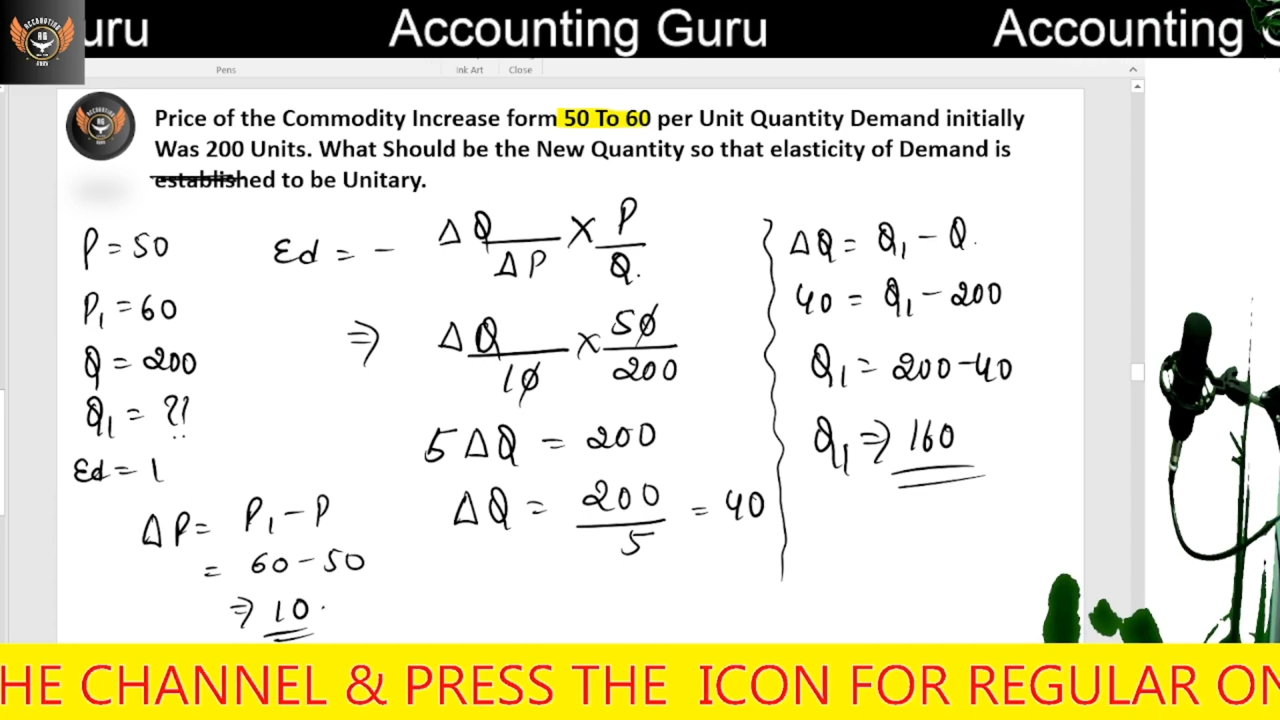 uru Accounting Guru Accounting G
Pens Ink Art Close
Price of the Commodity Increase form 50 To 60 per Unit Quantity Demand initially
Was 200 Units. What Should be the New Quantity so that elasticity of Demand is
established to be Unitary.
P = 50
P₁ = 60
Q = 200
Q₁ = ??
Ed = 1
ΔP = P₁ - P
= 60 - 50
⇒ 10
Ed = - ΔQ/ΔP × P/Q
⇒ ΔQ/10 × 50/200
5ΔQ = 200
ΔQ = 200/5 = 40
ΔQ = Q₁ - Q
40 = Q₁ - 200
Q₁ = 200 - 40
Q₁ ⇒ 160
HE CHANNEL & PRESS THE ICON FOR REGULAR ON